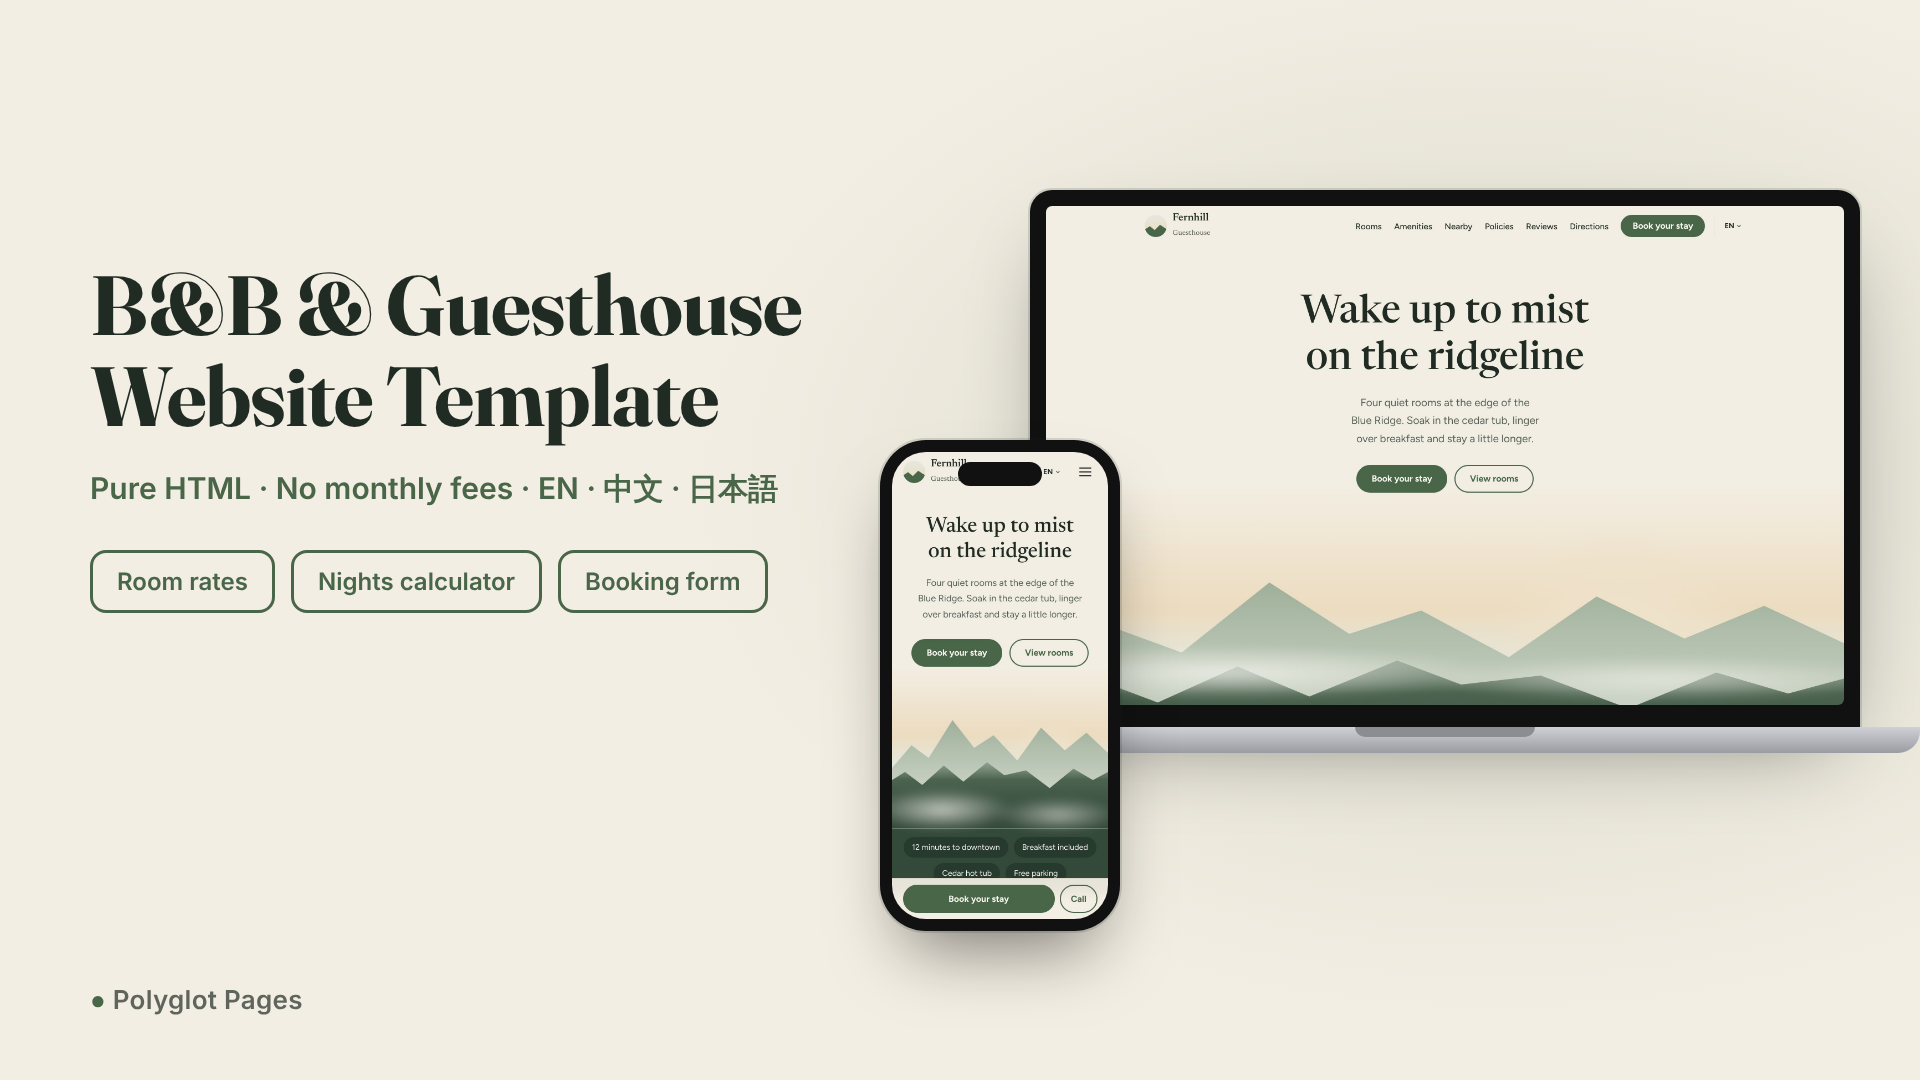 B&B & Guesthouse
Website Template
Pure HTML · No monthly fees · EN · 中文 · 日本語
Room rates
Nights calculator
Booking form
● Polyglot Pages
Fernhill
Guesthouse
Rooms Amenities Nearby Policies Reviews Directions Book your stay EN
Wake up to mist
on the ridgeline
Four quiet rooms at the edge of the
Blue Ridge. Soak in the cedar tub, linger
over breakfast and stay a little longer.
Book your stay View rooms
Fernhill
EN
Wake up to mist
on the ridgeline
Four quiet rooms at the edge of the
Blue Ridge. Soak in the cedar tub, linger
over breakfast and stay a little longer.
Book your stay View rooms
12 minutes to downtown Breakfast included
Cedar hot tub Free parking
Book your stay Call